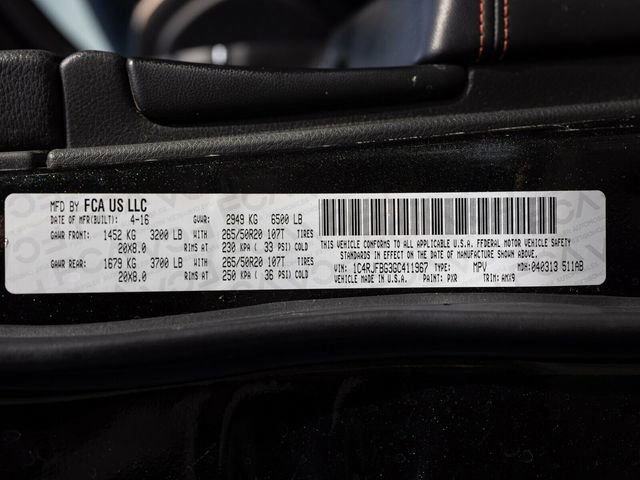 MFD BY FCA US LLC
DATE OF MFR(BUILT): 4-16 GVWR: 2949 KG 6500 LB
GAWR FRONT: 1452 KG 3200 LB WITH 265/50R20 107T TIRES
20X8.0 RIMS AT 230 KPA ( 33 PSI) COLD
GAWR REAR: 1679 KG 3700 LB WITH 265/50R20 107T TIRES
20X8.0 RIMS AT 250 KPA ( 36 PSI) COLD
THIS VEHICLE CONFORMS TO ALL APPLICABLE U.S.A. FFDERAL MOTOR VEHICLE SAFETY
STANDARDS IN EFFECT ON THE DATE OF MANUFACTURE SHOWN ABOVE.
VIN: 1C4RJFBG3GC411967 TYPE: MPV MDH: 040313 511AB
VEHICLE MADE IN U.S.A. PAINT: PXR TRIM: AMX9